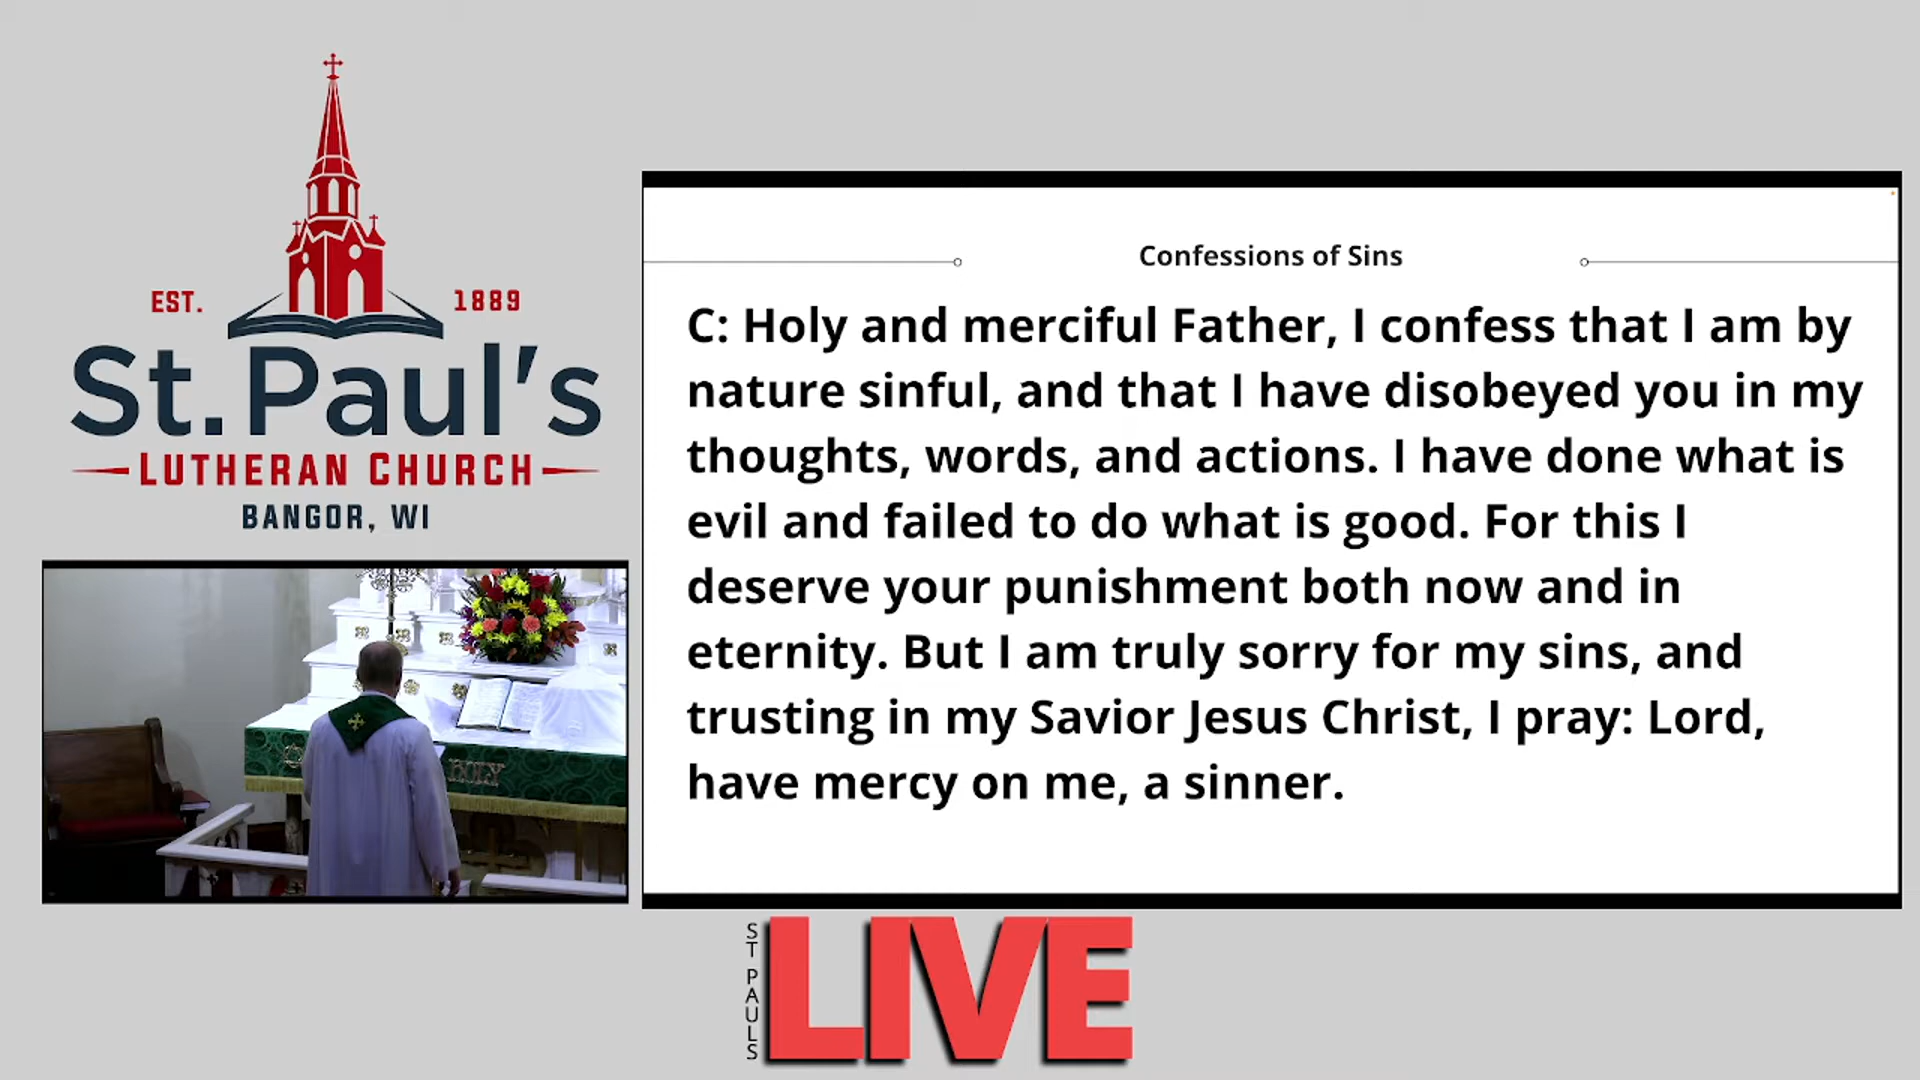 EST. 1889
St.Paul's
LUTHERAN CHURCH
BANGOR, WI
Confessions of Sins
C: Holy and merciful Father, I confess that I am by
nature sinful, and that I have disobeyed you in my
thoughts, words, and actions. I have done what is
evil and failed to do what is good. For this I
deserve your punishment both now and in
eternity. But I am truly sorry for my sins, and
trusting in my Savior Jesus Christ, I pray: Lord,
have mercy on me, a sinner.
HOLY
ST PAULS
LIVE